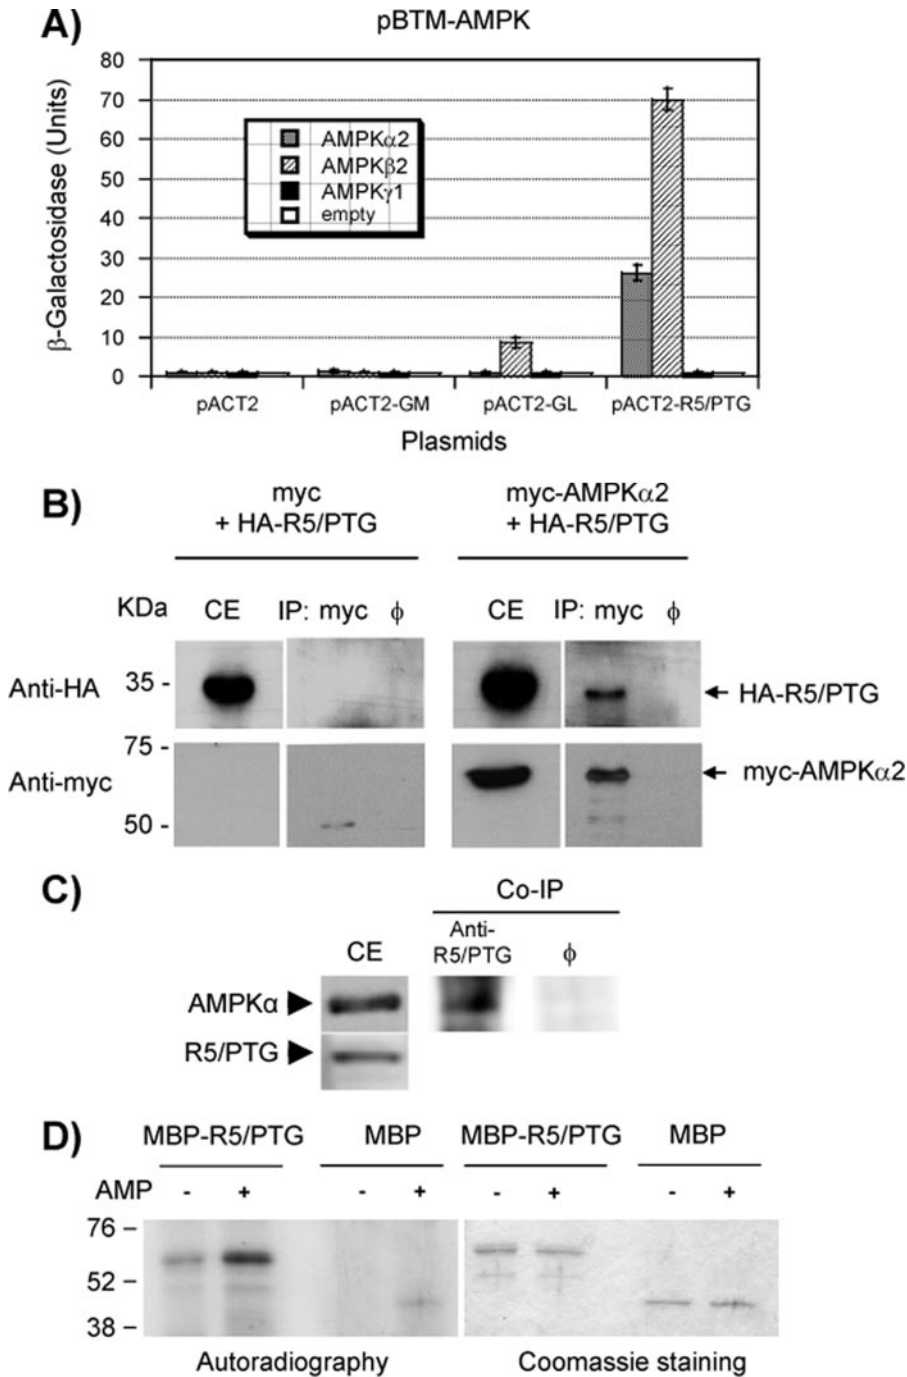 A)
pBTM-AMPK
β-Galactosidase (Units)
80
70
60
50
40
30
20
10
0
AMPKα2
AMPKβ2
AMPKγ1
empty
pACT2 pACT2-GM pACT2-GL pACT2-R5/PTG
Plasmids
B)
myc myc-AMPKα2
+ HA-R5/PTG + HA-R5/PTG
KDa CE IP: myc ϕ CE IP: myc ϕ
Anti-HA 35 - HA-R5/PTG
75 -
Anti-myc myc-AMPKα2
50 -
C)
Co-IP
CE Anti-R5/PTG ϕ
AMPKα
R5/PTG
D)
MBP-R5/PTG MBP MBP-R5/PTG MBP
AMP - + - + - + - +
76 –
52 –
38 –
Autoradiography Coomassie staining